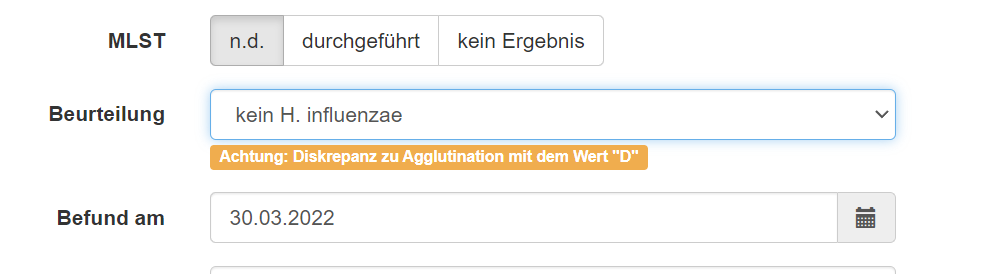 MLST n.d. durchgeführt kein Ergebnis
Beurteilung kein H. influenzae
Achtung: Diskrepanz zu Agglutination mit dem Wert "D"
Befund am 30.03.2022